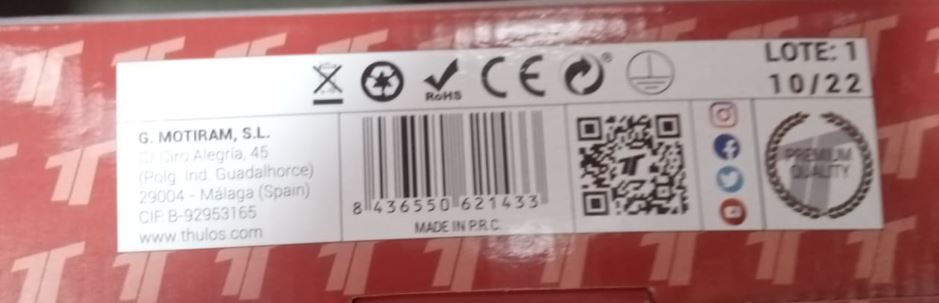 RoHS
CE
LOTE: 1
10/22
G. MOTIRAM, S.L.
C/ Ciro Alegría, 45
(Polg. Ind. Guadalhorce)
29004 - Málaga (Spain)
CIF: B-92953165
www.thulos.com
8 436550 621433
MADE IN P.R.C.
PREMIUM
QUALITY